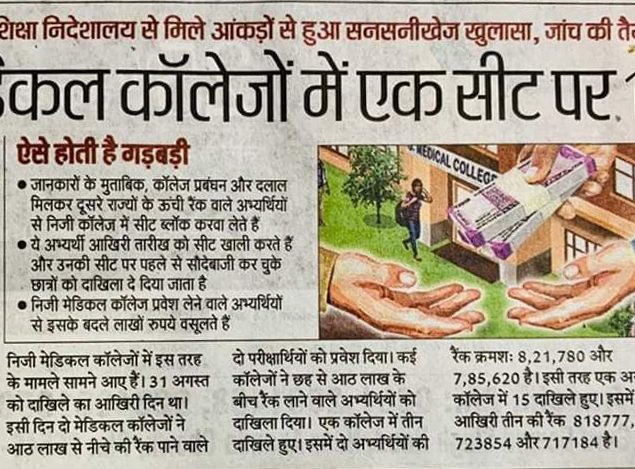 शिक्षा निदेशालय से मिले आंकड़ों से हुआ सनसनीखेज खुलासा, जांच की
कॉलेजों में एक सीट पर
ऐसे होती है गड़बड़ी
• जानकारों के मुताबिक, कॉलेज प्रबंधन और दलाल
मिलकर दूसरे राज्यों के ऊंची रैंक वाले अभ्यर्थियों
से निजी कॉलेज में सीट ब्लॉक करवा लेते हैं
• ये अभ्यर्थी आखिरी तारीख को सीट खाली करते हैं
और उनकी सीट पर पहले से सौदेबाजी कर चुके
छात्रों को दाखिला दे दिया जाता है
• निजी मेडिकल कॉलेज प्रवेश लेने वाले अभ्यर्थियों
से इसके बदले लाखों रुपये वसूलते हैं
MEDICAL COLLEGE
निजी मेडिकल कॉलेजों में इस तरह
के मामले सामने आए हैं। 31 अगस्त
को दाखिले का आखिरी दिन था।
इसी दिन दो मेडिकल कॉलेजों ने
आठ लाख से नीचे की रैंक पाने वाले
दो परीक्षार्थियों को प्रवेश दिया। कई
कॉलेजों ने छह से आठ लाख के
बीच रैंक लाने वाले अभ्यर्थियों को
दाखिला दिया। एक कॉलेज में तीन
दाखिले हुए। इसमें दो अभ्यर्थियों की
रैंक क्रमशः 8,21,780 और
7,85,620 है। इसी तरह एक
कॉलेज में 15 दाखिले हुए। इसमें
आखिरी तीन की रैंक 818777,
723854 और 717184 है।